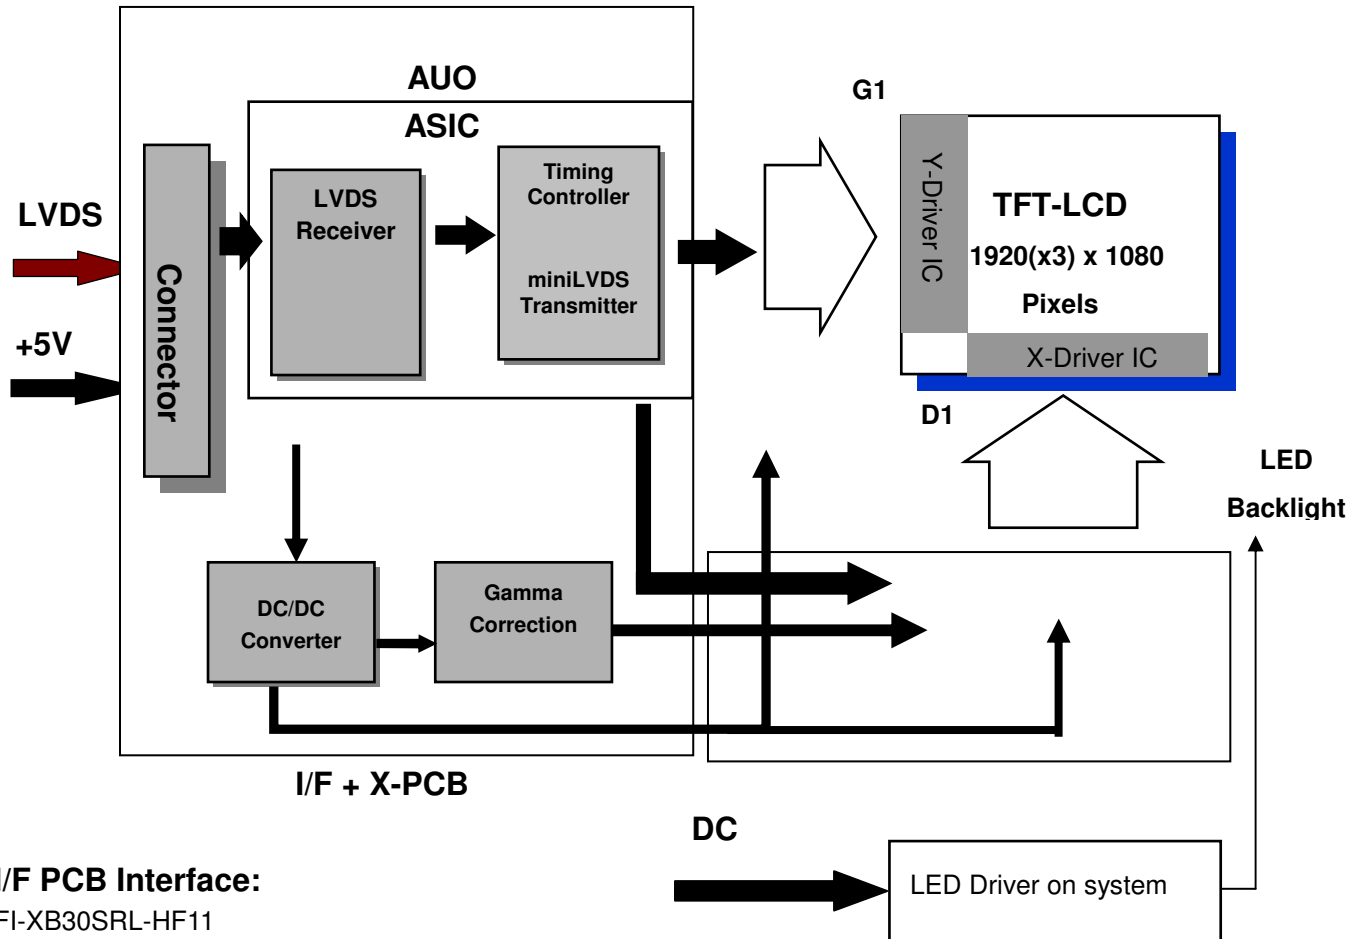 AUO
ASIC
G1
LVDS
+5V
Connector
LVDS
Receiver
Timing
Controller
miniLVDS
Transmitter
Y-Driver IC
TFT-LCD
1920(x3) x 1080
Pixels
X-Driver IC
D1
LED
Backlight
DC/DC
Converter
Gamma
Correction
I/F + X-PCB
DC
LED Driver on system
I/F PCB Interface:
FI-XB30SRL-HF11